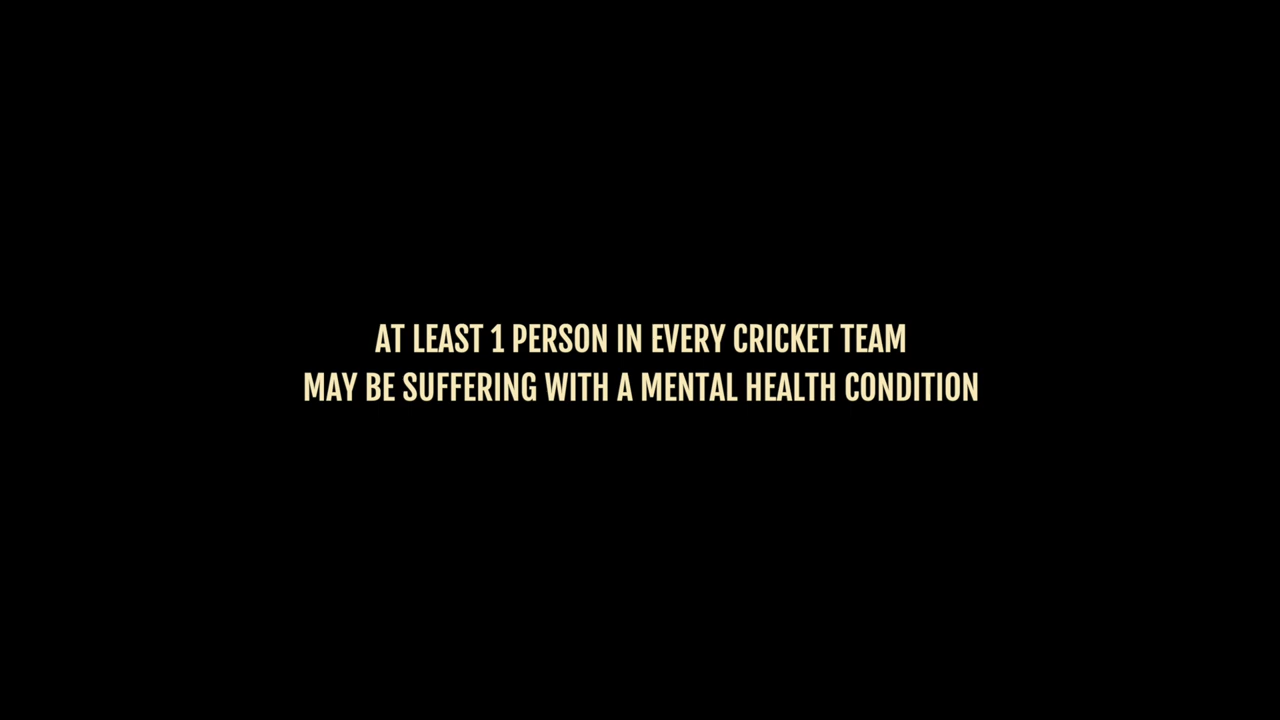 AT LEAST 1 PERSON IN EVERY CRICKET TEAM
MAY BE SUFFERING WITH A MENTAL HEALTH CONDITION